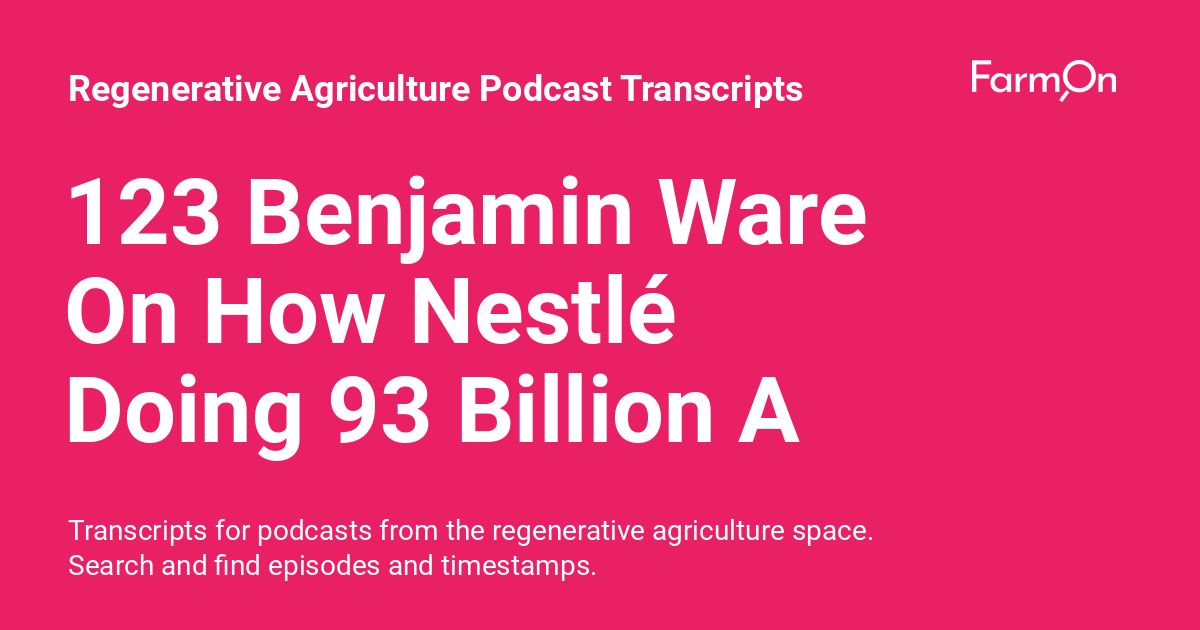 Regenerative Agriculture Podcast Transcripts
FarmOn
123 Benjamin Ware
On How Nestlé
Doing 93 Billion A
Transcripts for podcasts from the regenerative agriculture space.
Search and find episodes and timestamps.